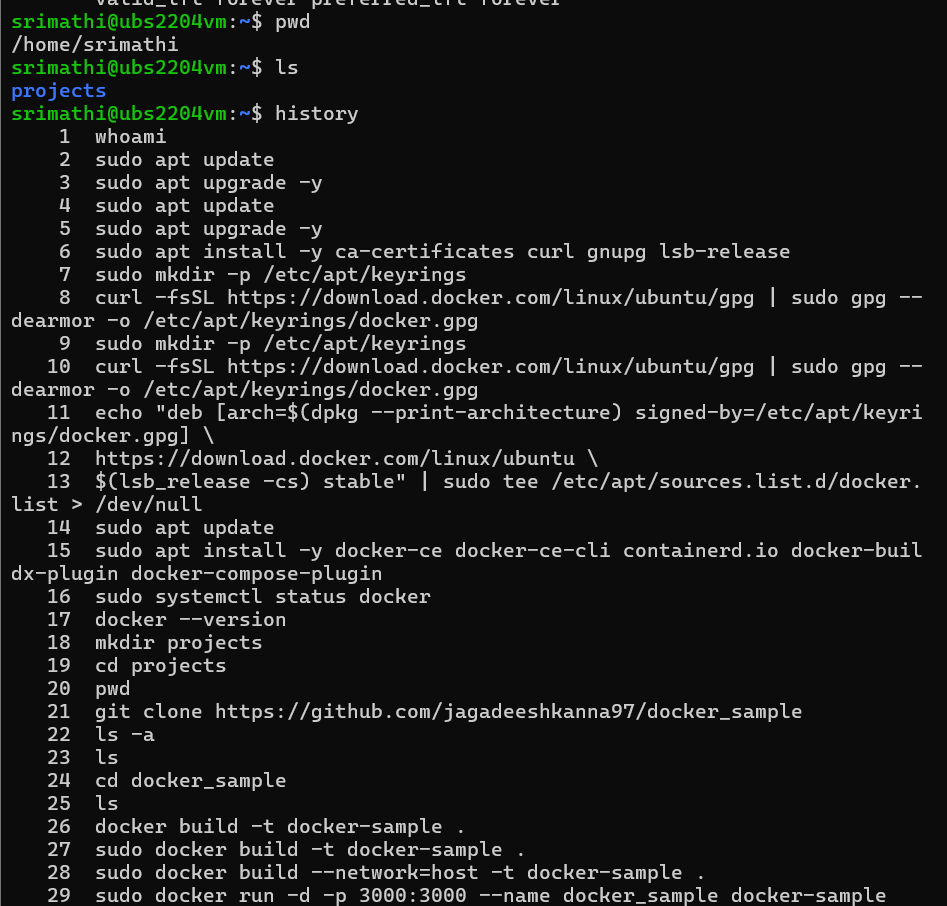 valid_lft forever preferred_lft forever
srimathi@ubs2204vm:~$ pwd
/home/srimathi
srimathi@ubs2204vm:~$ ls
projects
srimathi@ubs2204vm:~$ history
1  whoami
2  sudo apt update
3  sudo apt upgrade -y
4  sudo apt update
5  sudo apt upgrade -y
6  sudo apt install -y ca-certificates curl gnupg lsb-release
7  sudo mkdir -p /etc/apt/keyrings
8  curl -fsSL https://download.docker.com/linux/ubuntu/gpg | sudo gpg --
dearmor -o /etc/apt/keyrings/docker.gpg
9  sudo mkdir -p /etc/apt/keyrings
10  curl -fsSL https://download.docker.com/linux/ubuntu/gpg | sudo gpg --
dearmor -o /etc/apt/keyrings/docker.gpg
11  echo "deb [arch=$(dpkg --print-architecture) signed-by=/etc/apt/keyri
ngs/docker.gpg] \
12  https://download.docker.com/linux/ubuntu \
13  $(lsb_release -cs) stable" | sudo tee /etc/apt/sources.list.d/docker.
list > /dev/null
14  sudo apt update
15  sudo apt install -y docker-ce docker-ce-cli containerd.io docker-buil
dx-plugin docker-compose-plugin
16  sudo systemctl status docker
17  docker --version
18  mkdir projects
19  cd projects
20  pwd
21  git clone https://github.com/jagadeeshkanna97/docker_sample
22  ls -a
23  ls
24  cd docker_sample
25  ls
26  docker build -t docker-sample .
27  sudo docker build -t docker-sample .
28  sudo docker build --network=host -t docker-sample .
29  sudo docker run -d -p 3000:3000 --name docker_sample docker-sample